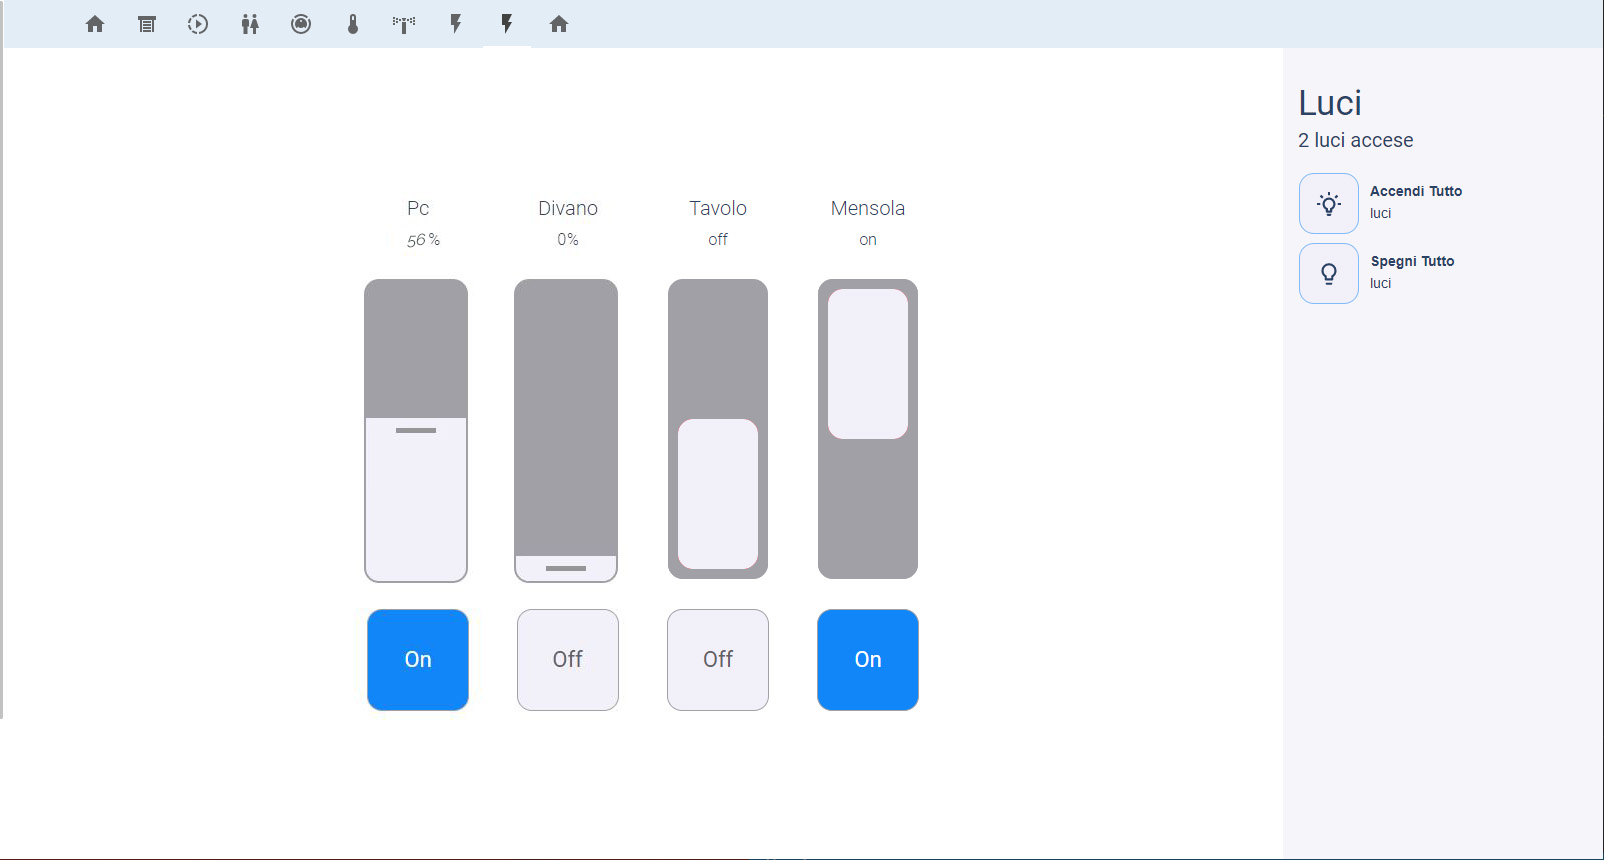 Luci
2 luci accese
Accendi Tutto
luci
Spegni Tutto
luci
Pc
56%
Divano
0%
Tavolo
off
Mensola
on
On
Off
Off
On